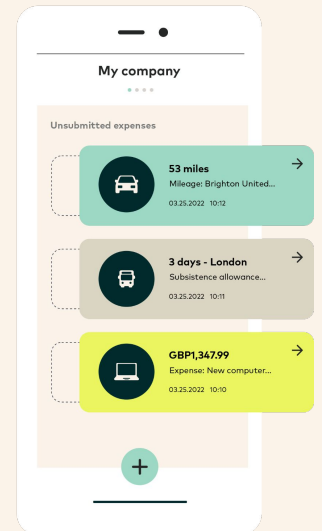 My company
Unsubmitted expenses
53 miles
Mileage: Brighton United...
03.25.2022 10:12
3 days - London
Subsistence allowance...
03.25.2022 10:11
GBP1,347.99
Expense: New computer...
03.25.2022 10:10